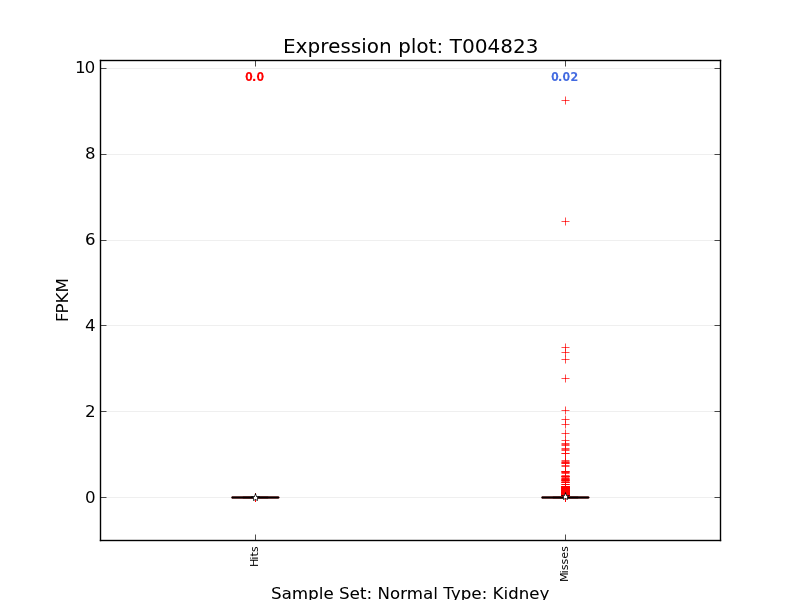 Expression plot: T004823
10
0.0
0.02
8
6
4
2
0
FPKM
Hits
Misses
Sample Set: Normal Type: Kidney